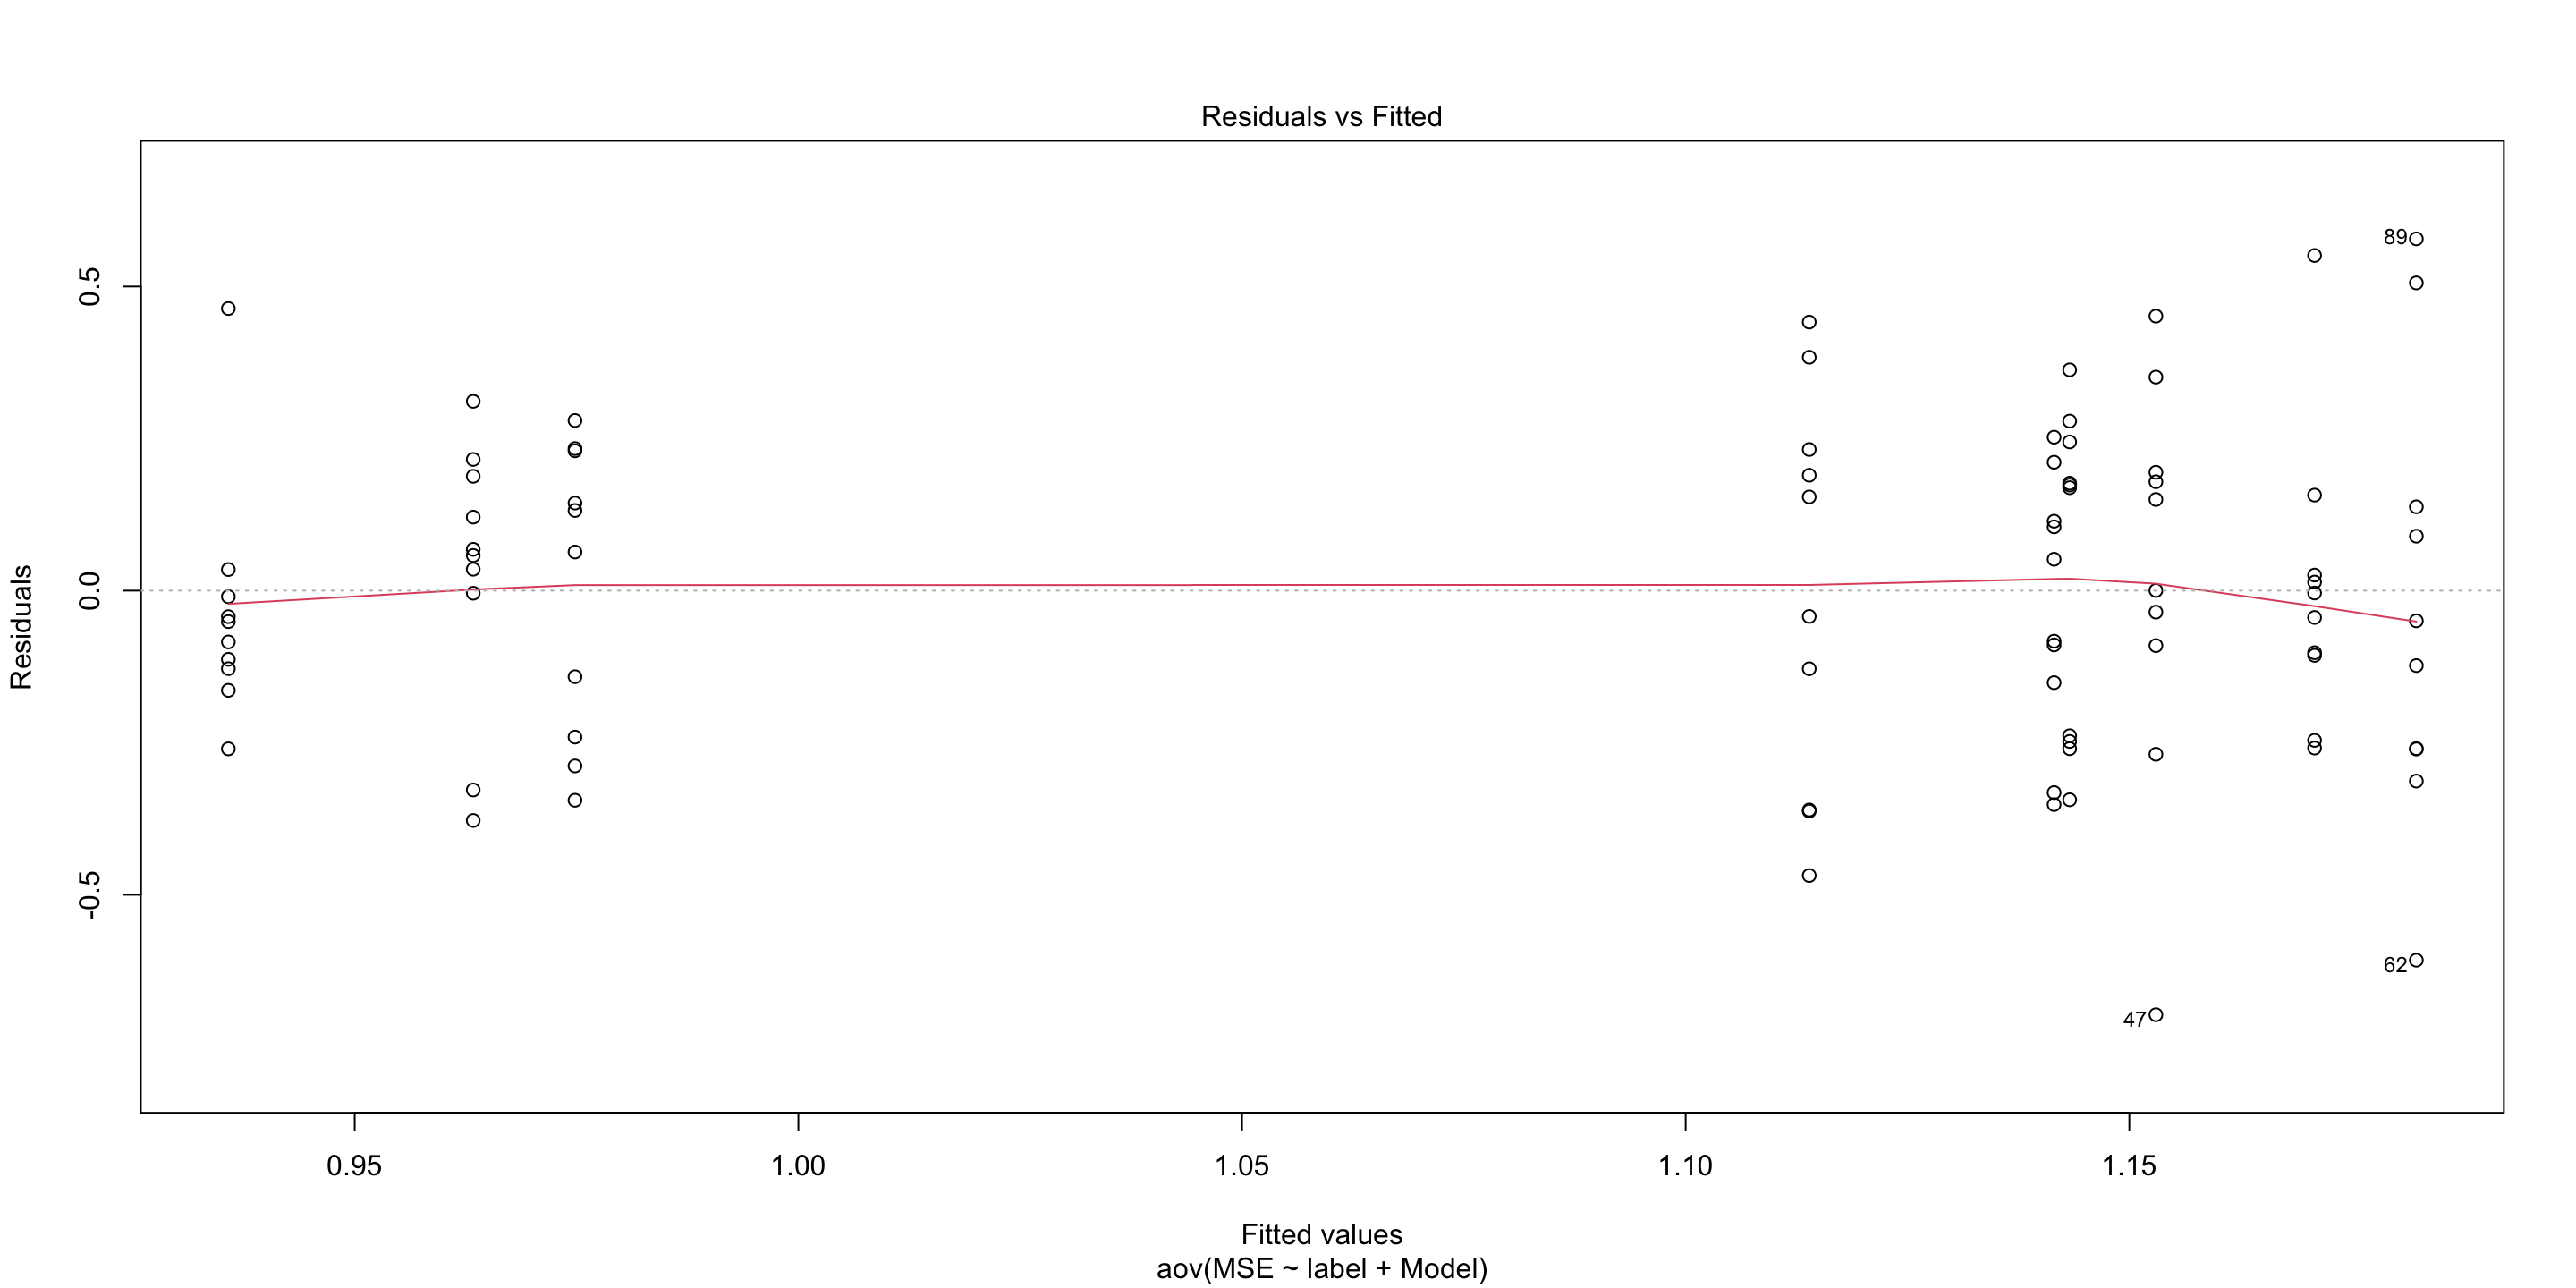 Residuals vs Fitted
Residuals
0.5
0.0
-0.5
89
62
47
0.95
1.00
1.05
1.10
1.15
Fitted values
aov(MSE ~ label + Model)